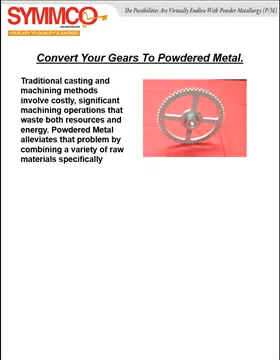 SYMMCO
INCORPORATED
YOUR KEY TO QUALITY & SAVINGS
The Possibilities Are Virtually Endless With Powder Metallurgy (P/M)
Convert Your Gears To Powdered Metal.
Traditional casting and
machining methods
involve costly, significant
machining operations that
waste both resources and
energy. Powdered Metal
alleviates that problem by
combining a variety of raw
materials specifically